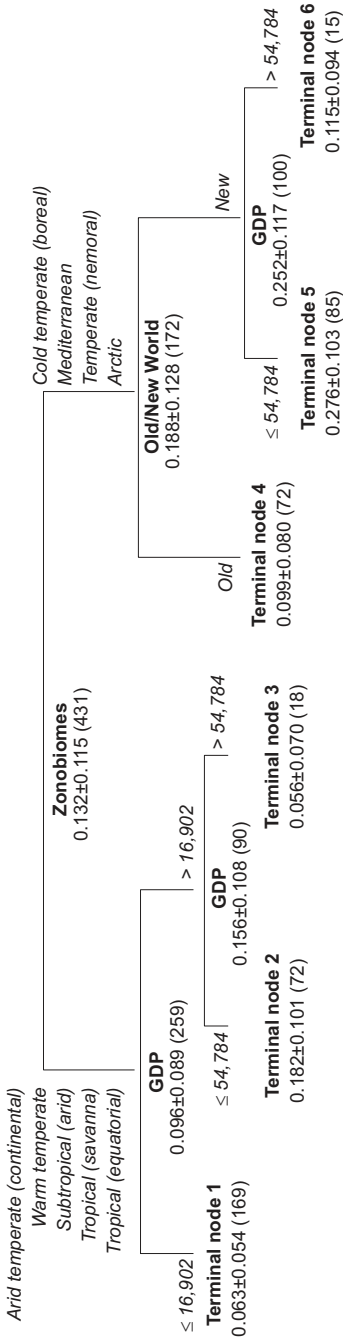 Arid temperate (continental)
Warm temperate
Subtropical (arid)
Tropical (savanna)
Tropical (equatorial)
Zonobiomes
0.132±0.115 (431)
Cold temperate (boreal)
Mediterranean
Temperate (nemoral)
Arctic
GDP
0.096±0.089 (259)
Old/New World
0.188±0.128 (172)
≤ 16,902
Terminal node 1
0.063±0.054 (169)
> 16,902
GDP
0.156±0.108 (90)
≤ 54,784
Terminal node 2
0.182±0.101 (72)
> 54,784
Terminal node 3
0.056±0.070 (18)
Old
Terminal node 4
0.099±0.080 (72)
New
GDP
0.252±0.117 (100)
≤ 54,784
Terminal node 5
0.276±0.103 (85)
> 54,784
Terminal node 6
0.115±0.094 (15)